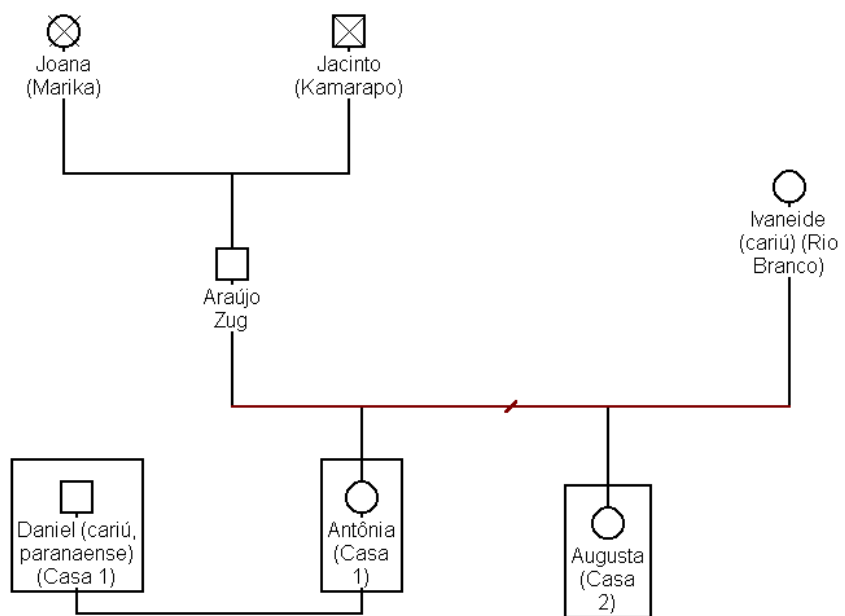 Joana
(Marika)
Jacinto
(Kamarapo)
Ivaneide
(cariú) (Rio
Branco)
Araújo
Zug
Daniel (cariú,
paranaense)
(Casa 1)
Antônia
(Casa
1)
Augusta
(Casa
2)